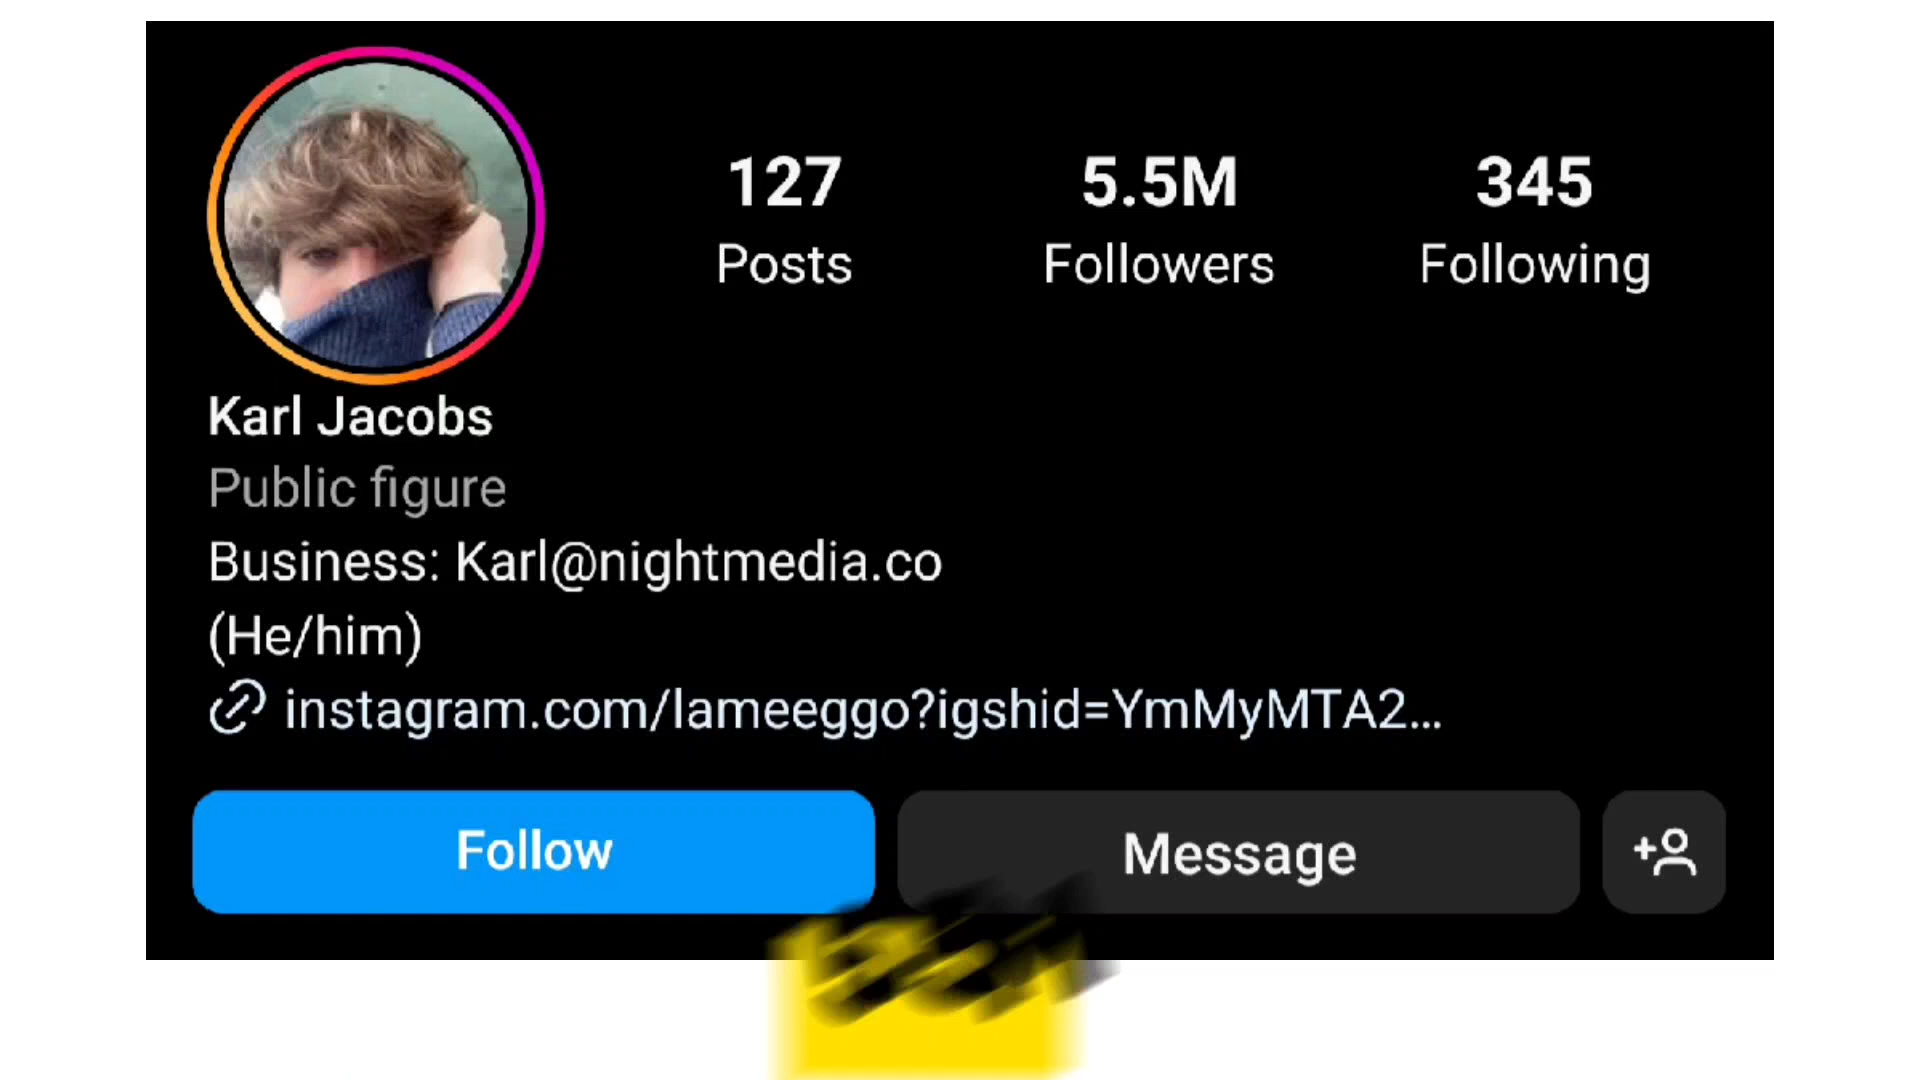 127
Posts
5.5M
Followers
345
Following
Karl Jacobs
Public figure
Business: Karl@nightmedia.co
(He/him)
instagram.com/lameeggo?igshid=YmMyMTA2...
Follow
Message